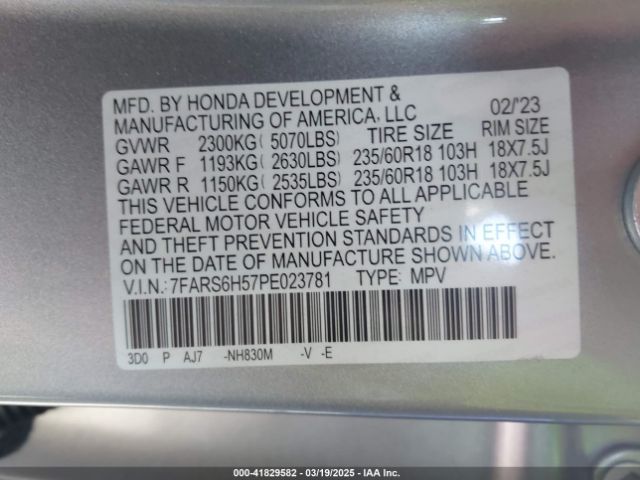 MFD. BY HONDA DEVELOPMENT &
MANUFACTURING OF AMERICA, LLC 02/'23
GVWR 2300KG( 5070LBS) TIRE SIZE RIM SIZE
GAWR F 1193KG( 2630LBS) 235/60R18 103H 18X7.5J
GAWR R 1150KG( 2535LBS) 235/60R18 103H 18X7.5J
THIS VEHICLE CONFORMS TO ALL APPLICABLE
FEDERAL MOTOR VEHICLE SAFETY
AND THEFT PREVENTION STANDARDS IN EFFECT
ON THE DATE OF MANUFACTURE SHOWN ABOVE.
V.I.N.: 7FARS6H57PE023781 TYPE: MPV
3D0 P AJ7 -NH830M -V -E
000-41829582 - 03/19/2025 - IAA Inc.